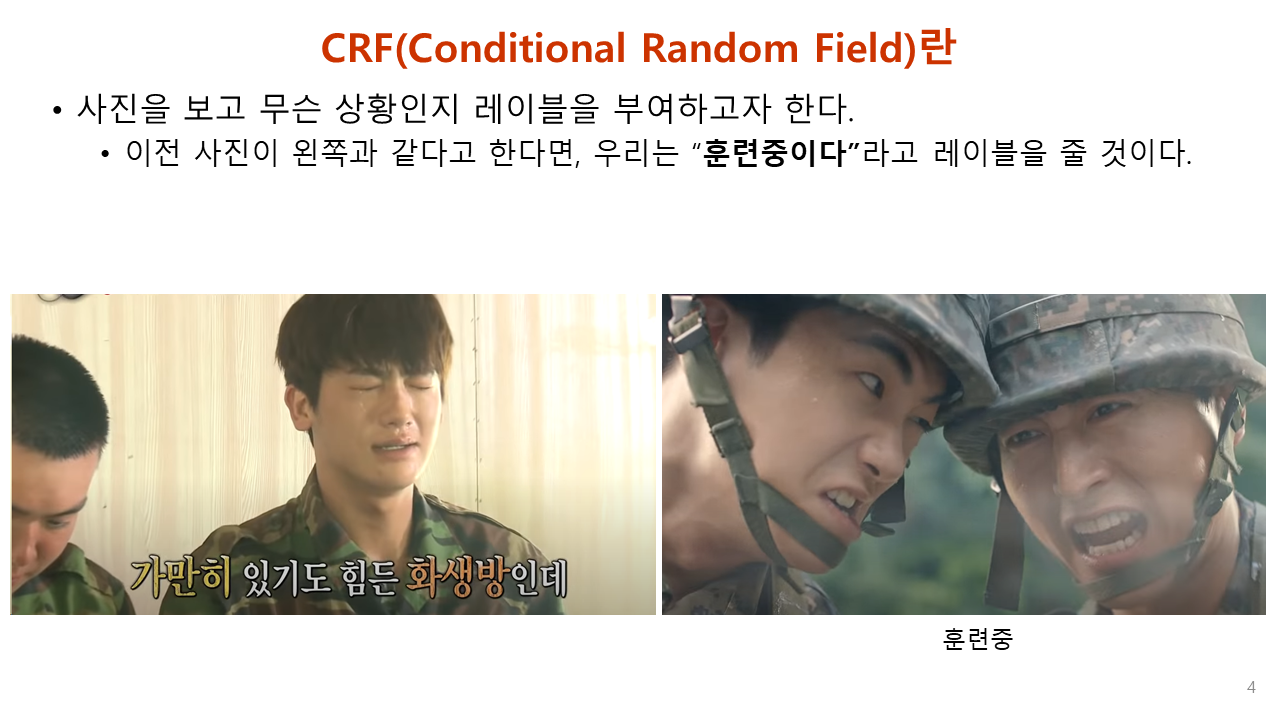 CRF(Conditional Random Field)란
• 사진을 보고 무슨 상황인지 레이블을 부여하고자 한다.
• 이전 사진이 왼쪽과 같다고 한다면, 우리는 “훈련중이다”라고 레이블을 줄 것이다.
가만히 있기도 힘든 화생방인데
훈련중
4